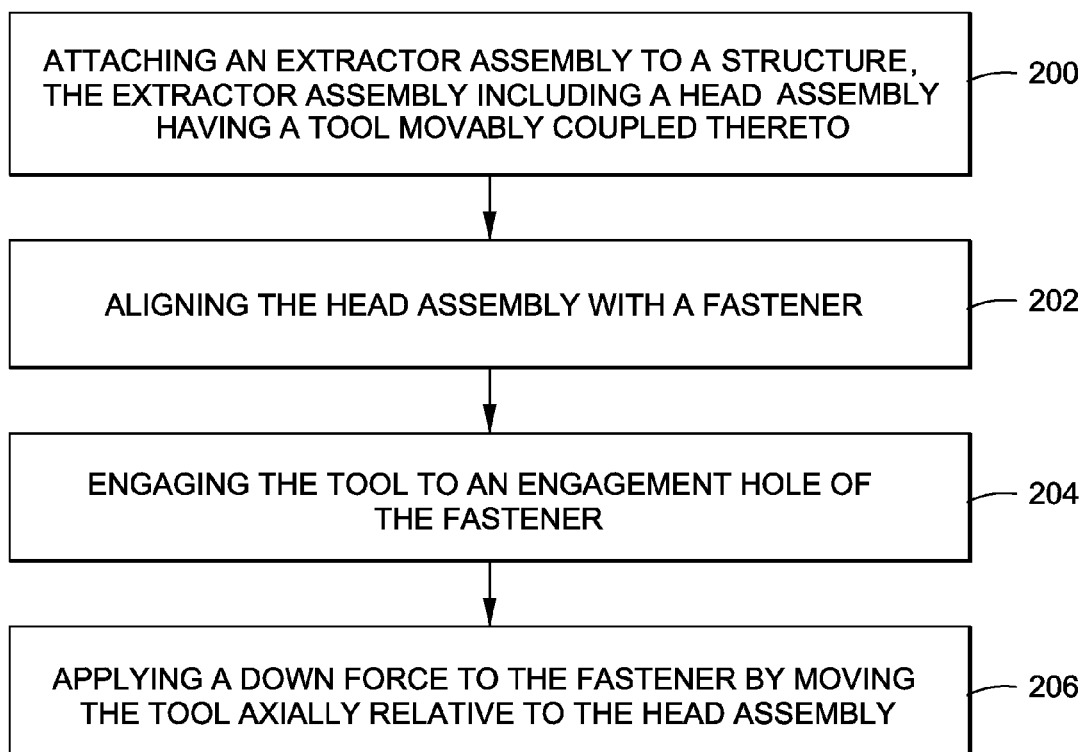 ATTACHING AN EXTRACTOR ASSEMBLY TO A STRUCTURE,
THE EXTRACTOR ASSEMBLY INCLUDING A HEAD ASSEMBLY
HAVING A TOOL MOVABLY COUPLED THERETO
200
ALIGNING THE HEAD ASSEMBLY WITH A FASTENER
202
ENGAGING THE TOOL TO AN ENGAGEMENT HOLE OF
THE FASTENER
204
APPLYING A DOWN FORCE TO THE FASTENER BY MOVING
THE TOOL AXIALLY RELATIVE TO THE HEAD ASSEMBLY
206